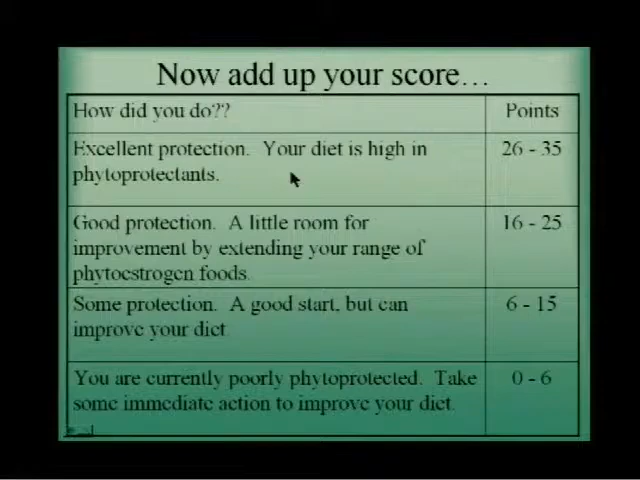 Now add up your score…
How did you do??
Points
Excellent protection. Your diet is high in
phytoprotectants.
26 - 35
Good protection. A little room for
improvement by extending your range of
phytoestrogen foods.
16 - 25
Some protection. A good start, but can
improve your diet
6 - 15
You are currently poorly phytoprotected. Take
some immediate action to improve your diet.
0 - 6